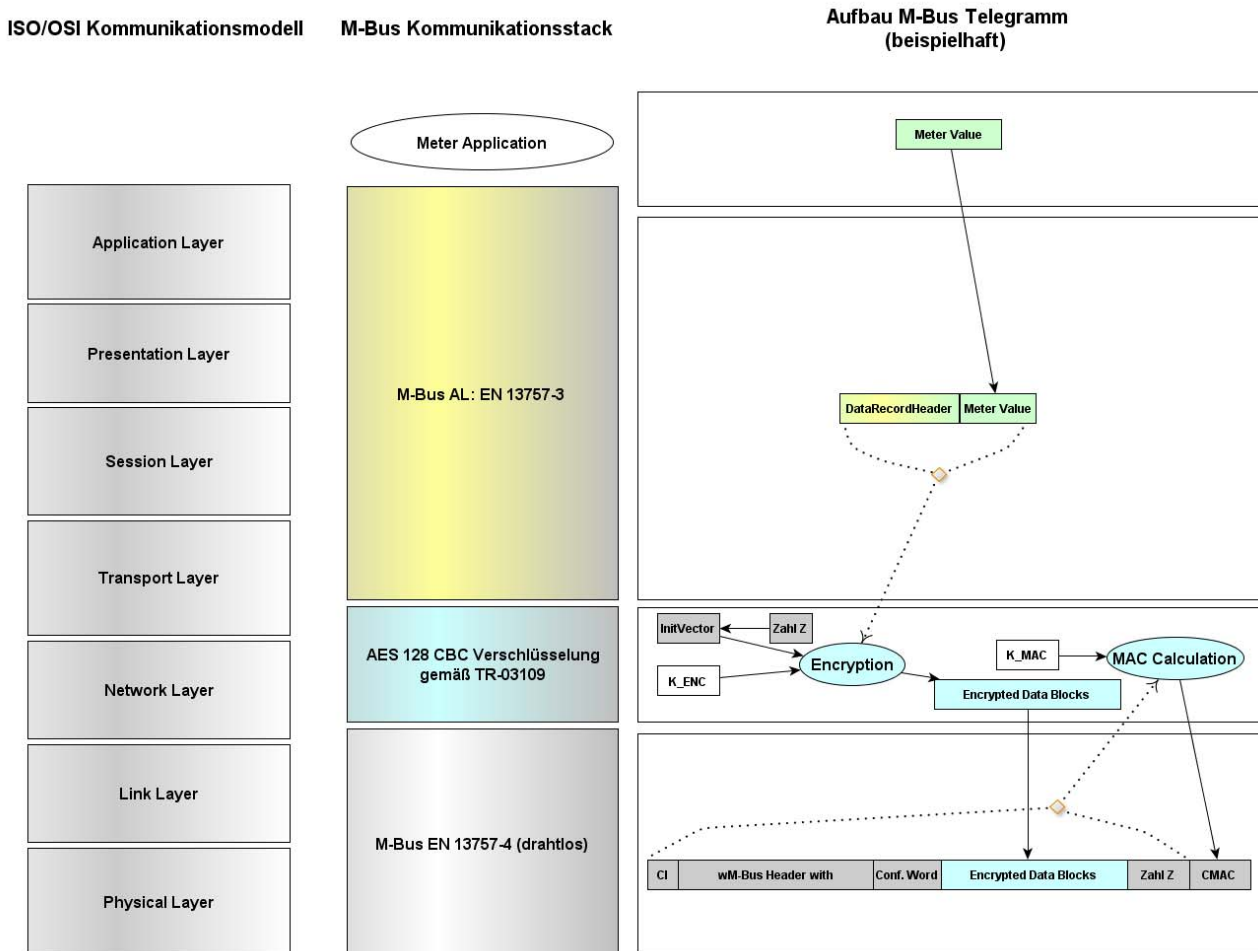 ISO/OSI Kommunikationsmodell
M-Bus Kommunikationsstack
Aufbau M-Bus Telegramm
(beispielhaft)
Meter Application
Meter Value
Application Layer
Presentation Layer
Session Layer
Transport Layer
Network Layer
Link Layer
Physical Layer
M-Bus AL: EN 13757-3
AES 128 CBC Verschlüsselung
gemäß TR-03109
M-Bus EN 13757-4 (drahtlos)
DataRecordHeader
Meter Value
InitVector
Zahl Z
K_ENC
Encryption
Encrypted Data Blocks
K_MAC
MAC Calculation
CI
wM-Bus Header with
Conf. Word
Encrypted Data Blocks
Zahl Z
CMAC